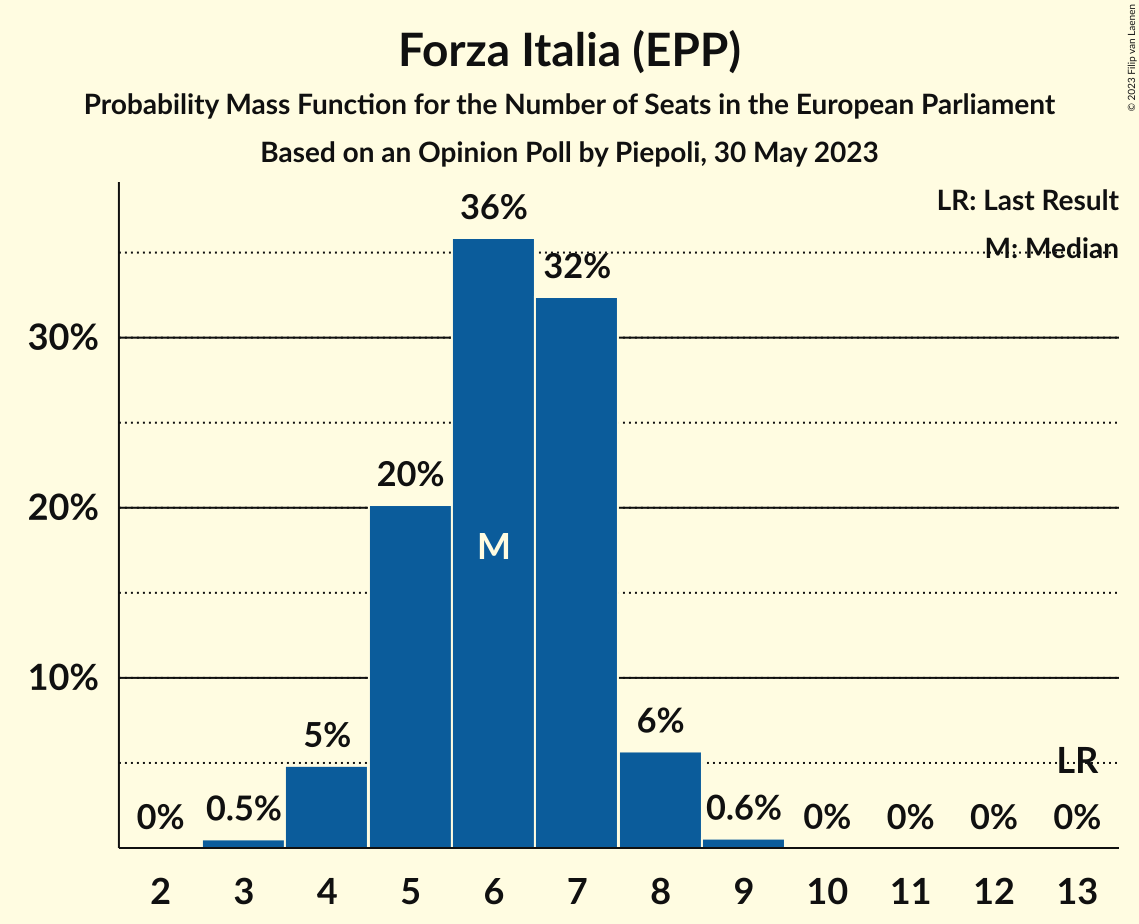 Forza Italia (EPP)
Probability Mass Function for the Number of Seats in the European Parliament
Based on an Opinion Poll by Piepoli, 30 May 2023
© 2023 Filip van Laenen
LR: Last Result
M: Median
30%
20%
10%
0%
0.5%
5%
20%
36%
M
32%
6%
0.6%
0%
0%
0%
LR
0%
2 3 4 5 6 7 8 9 10 11 12 13